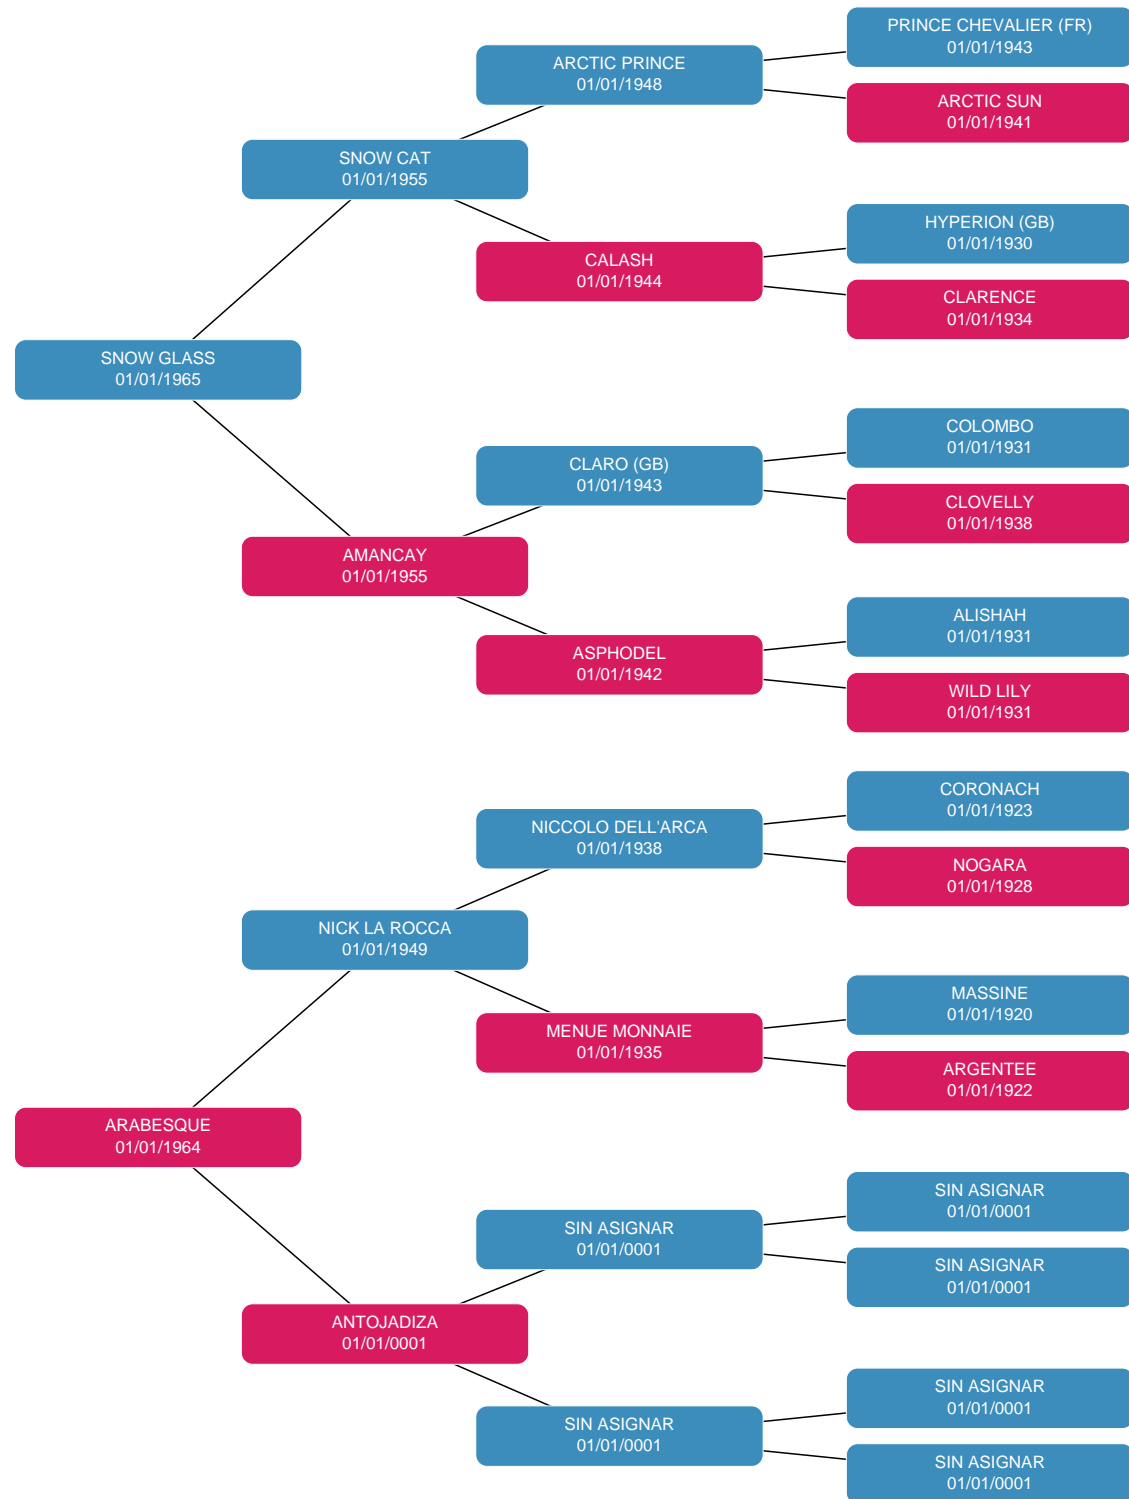 PRINCE CHEVALIER (FR)
01/01/1943
ARCTIC PRINCE
01/01/1948
ARCTIC SUN
01/01/1941
SNOW CAT
01/01/1955
HYPERION (GB)
01/01/1930
CALASH
01/01/1944
CLARENCE
01/01/1934
SNOW GLASS
01/01/1965
COLOMBO
01/01/1931
CLARO (GB)
01/01/1943
CLOVELLY
01/01/1938
AMANCAY
01/01/1955
ALISHAH
01/01/1931
ASPHODEL
01/01/1942
WILD LILY
01/01/1931
CORONACH
01/01/1923
NICCOLO DELL'ARCA
01/01/1938
NOGARA
01/01/1928
NICK LA ROCCA
01/01/1949
MASSINE
01/01/1920
MENUE MONNAIE
01/01/1935
ARGENTEE
01/01/1922
ARABESQUE
01/01/1964
SIN ASIGNAR
01/01/0001
SIN ASIGNAR
01/01/0001
SIN ASIGNAR
01/01/0001
ANTOJADIZA
01/01/0001
SIN ASIGNAR
01/01/0001
SIN ASIGNAR
01/01/0001
SIN ASIGNAR
01/01/0001